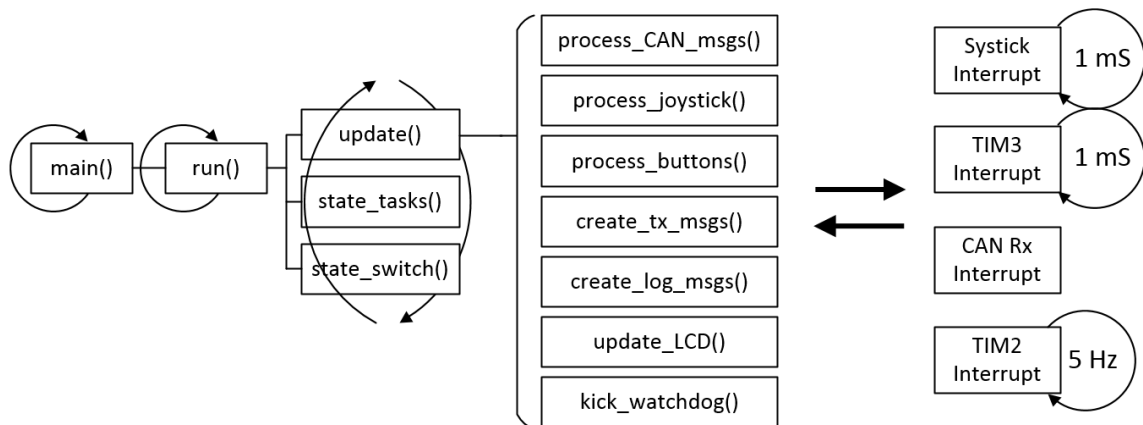 main()
run()
update()
state_tasks()
state_switch()
process_CAN_msgs()
process_joystick()
process_buttons()
create_tx_msgs()
create_log_msgs()
update_LCD()
kick_watchdog()
Systick
Interrupt
1 mS
TIM3
Interrupt
1 mS
CAN Rx
Interrupt
TIM2
Interrupt
5 Hz